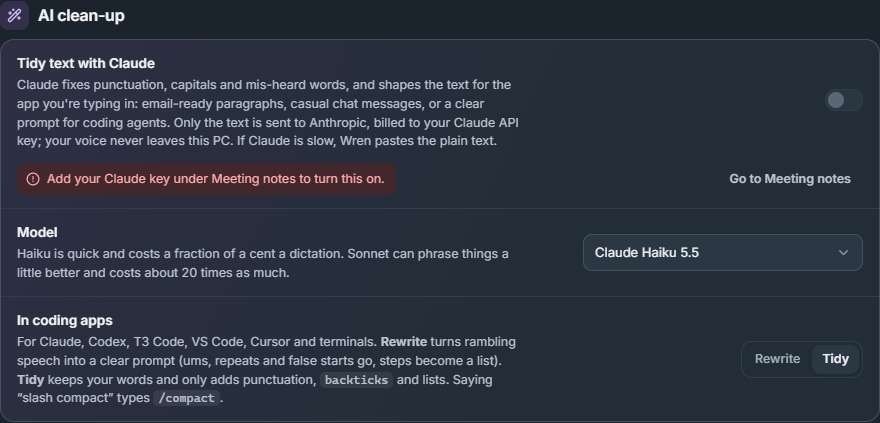 AI clean-up
Tidy text with Claude
Claude fixes punctuation, capitals and mis-heard words, and shapes the text for the
app you're typing in: email-ready paragraphs, casual chat messages, or a clear
prompt for coding agents. Only the text is sent to Anthropic, billed to your Claude API
key; your voice never leaves this PC. If Claude is slow, Wren pastes the plain text.
Add your Claude key under Meeting notes to turn this on.
Go to Meeting notes
Model
Haiku is quick and costs a fraction of a cent a dictation. Sonnet can phrase things a
little better and costs about 20 times as much.
Claude Haiku 5.5
In coding apps
For Claude, Codex, T3 Code, VS Code, Cursor and terminals. Rewrite turns rambling
speech into a clear prompt (ums, repeats and false starts go, steps become a list).
Tidy keeps your words and only adds punctuation, backticks and lists. Saying
“slash compact” types /compact.
Rewrite
Tidy